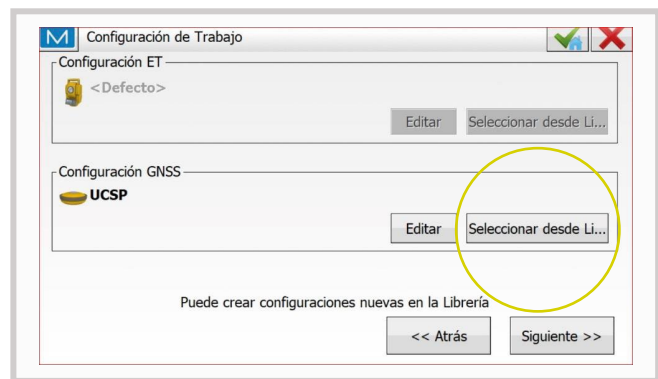 Configuración de Trabajo
Configuración ET
<Defecto>
Editar Seleccionar desde Li...
Configuración GNSS
UCSP
Editar Seleccionar desde Li...
Puede crear configuraciones nuevas en la Librería
<< Atrás Siguiente >>